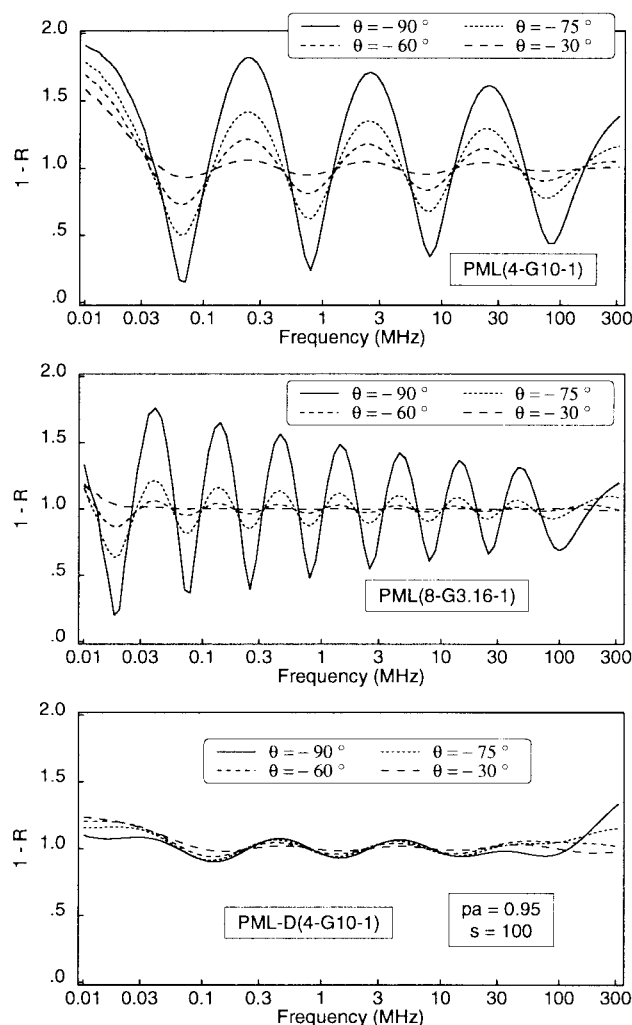 2.0
θ = − 90 ° θ = − 75 °
θ = − 60 ° θ = − 30 °
1.5
1 - R
1.0
.5
PML(4-G10-1)
.0
0.01 0.03 0.1 0.3 1 3 10 30 100 300
Frequency (MHz)
2.0
θ = − 90 ° θ = − 75 °
θ = − 60 ° θ = − 30 °
1.5
1 - R
1.0
.5
PML(8-G3.16-1)
.0
0.01 0.03 0.1 0.3 1 3 10 30 100 300
Frequency (MHz)
2.0
θ = − 90 ° θ = − 75 °
θ = − 60 ° θ = − 30 °
1.5
1 - R
1.0
.5
PML-D(4-G10-1)
pa = 0.95
s = 100
.0
0.01 0.03 0.1 0.3 1 3 10 30 100 300
Frequency (MHz)